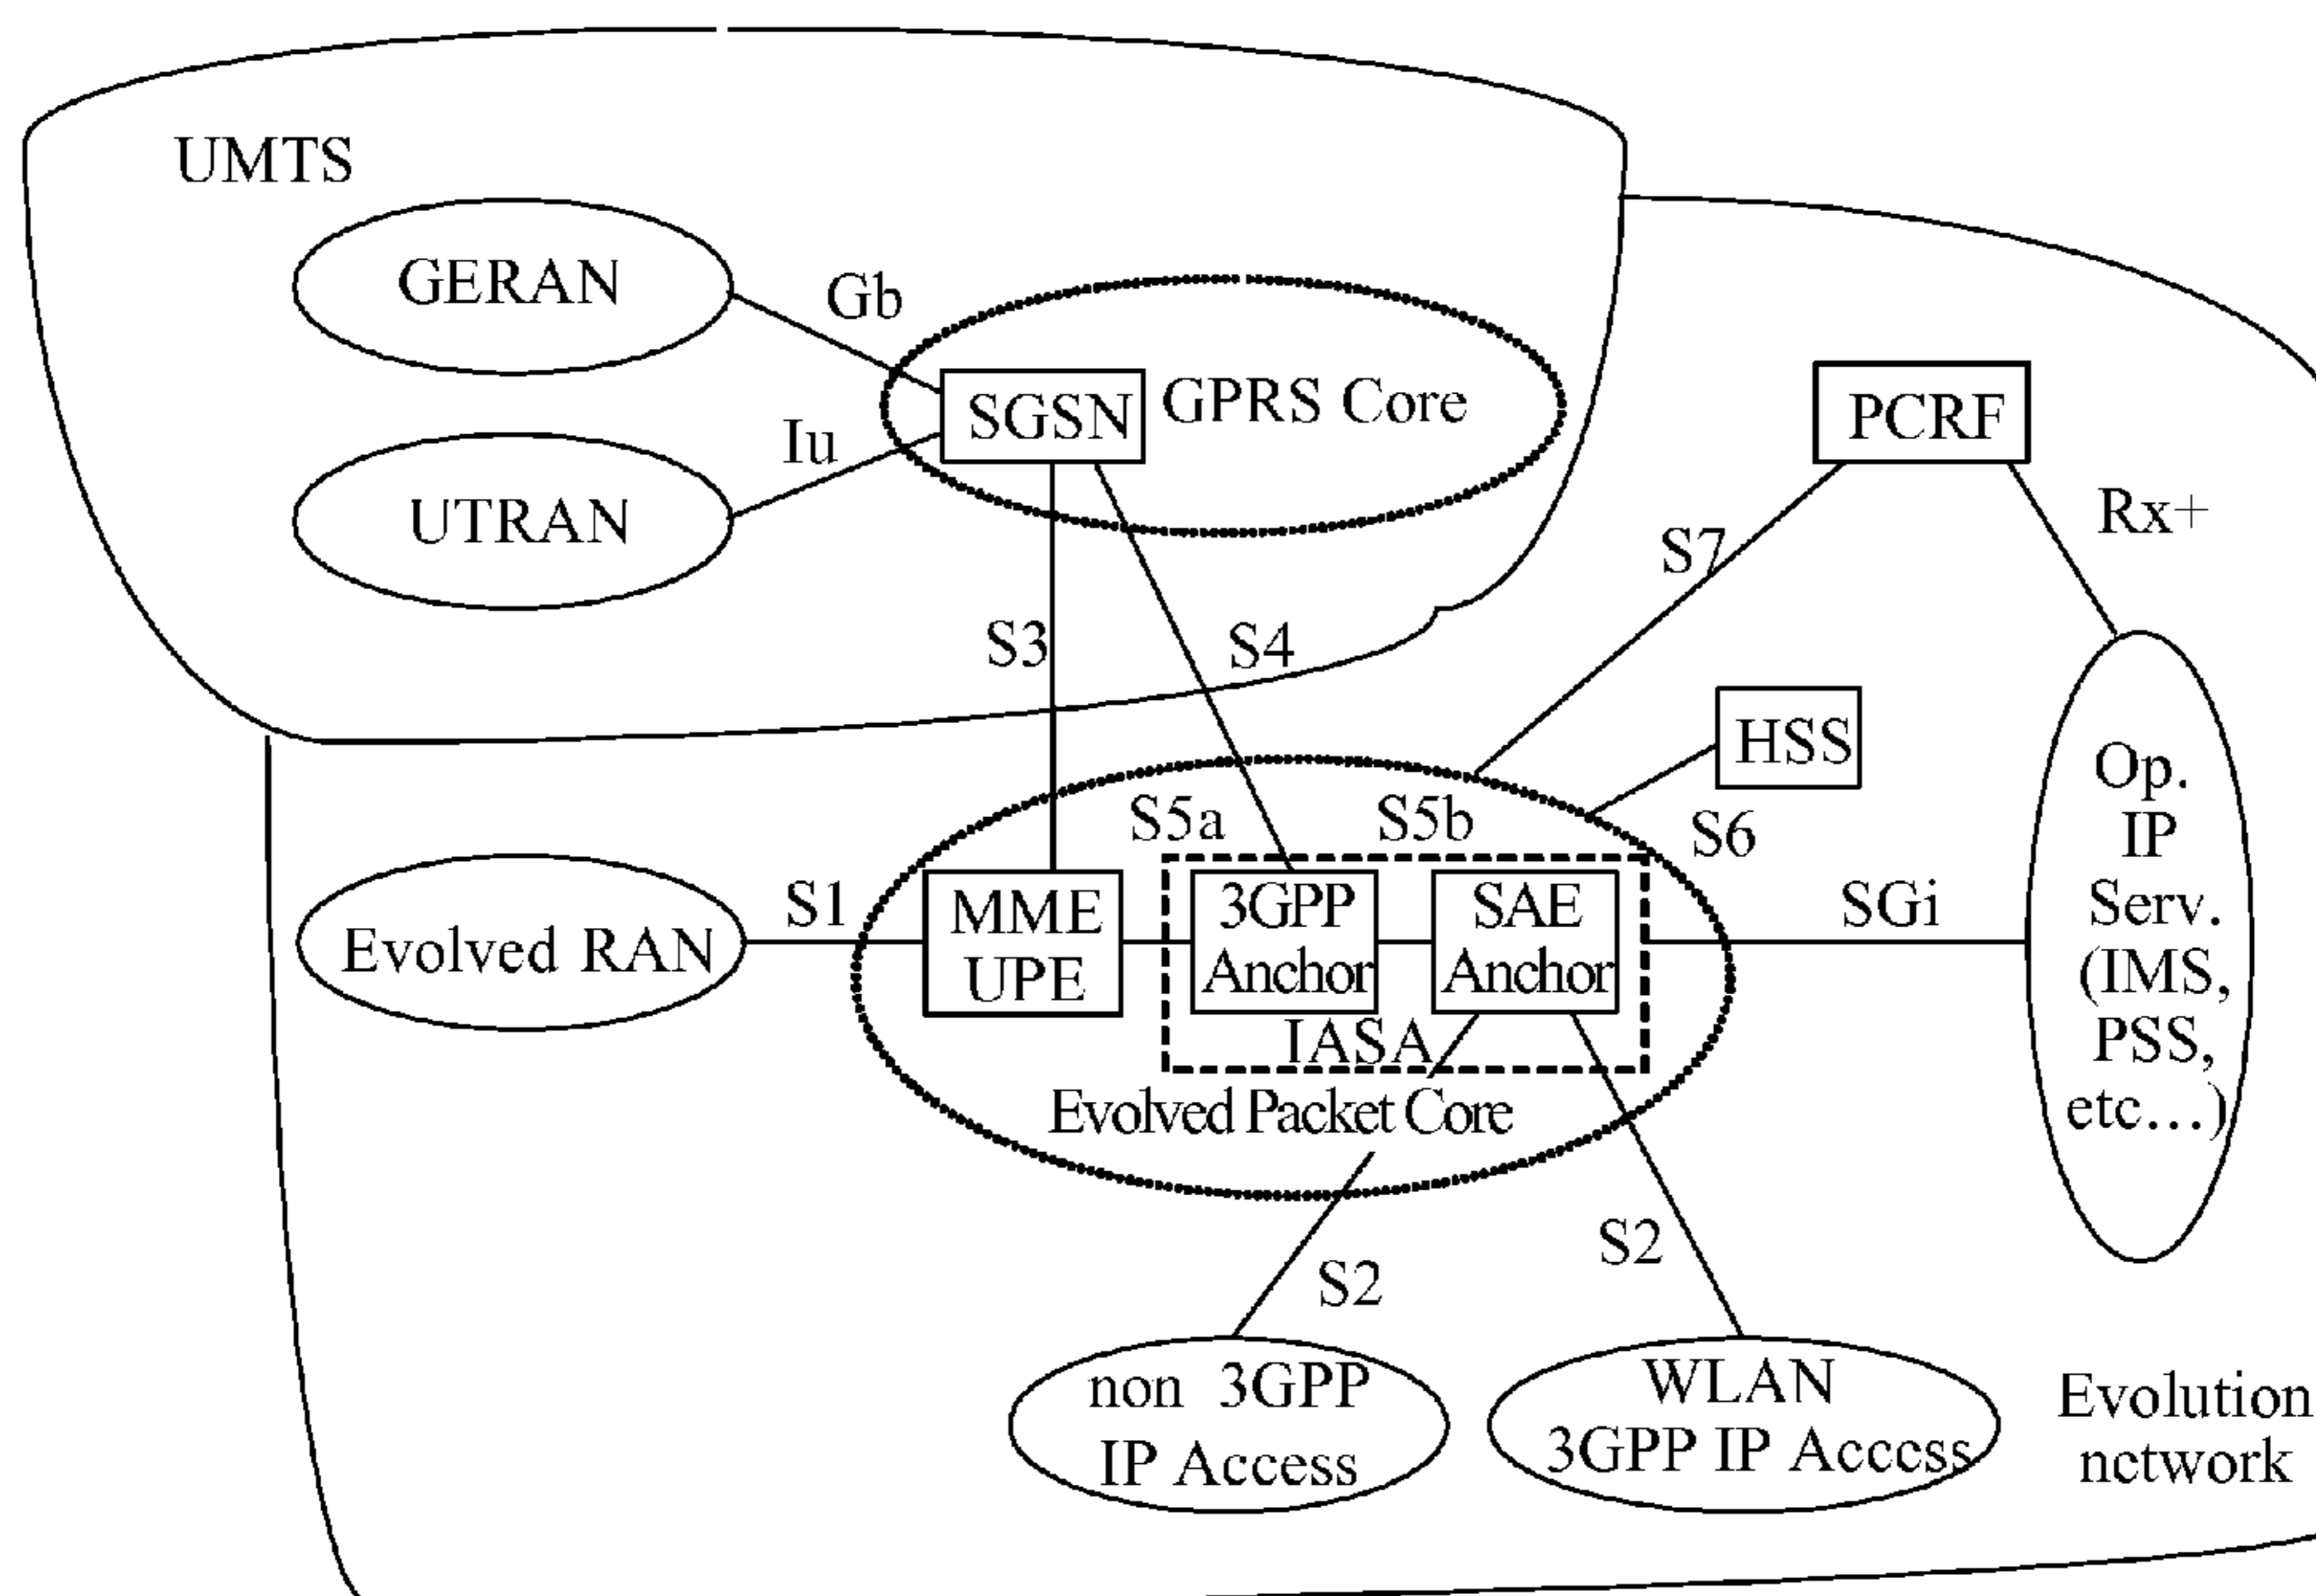 UMTS
GERAN
Gb
SGSN
GPRS Core
Iu
UTRAN
PCRF
Rx+
S7
S3
S4
HSS
S6
S5a
S5b
Evolved RAN
S1
MME
UPE
3GPP
Anchor
SAE
Anchor
IASA
Evolved Packet Core
SGi
Op.
IP
Serv.
(IMS,
PSS,
etc...)
S2
S2
non 3GPP
IP Access
WLAN
3GPP IP Access
Evolution
network